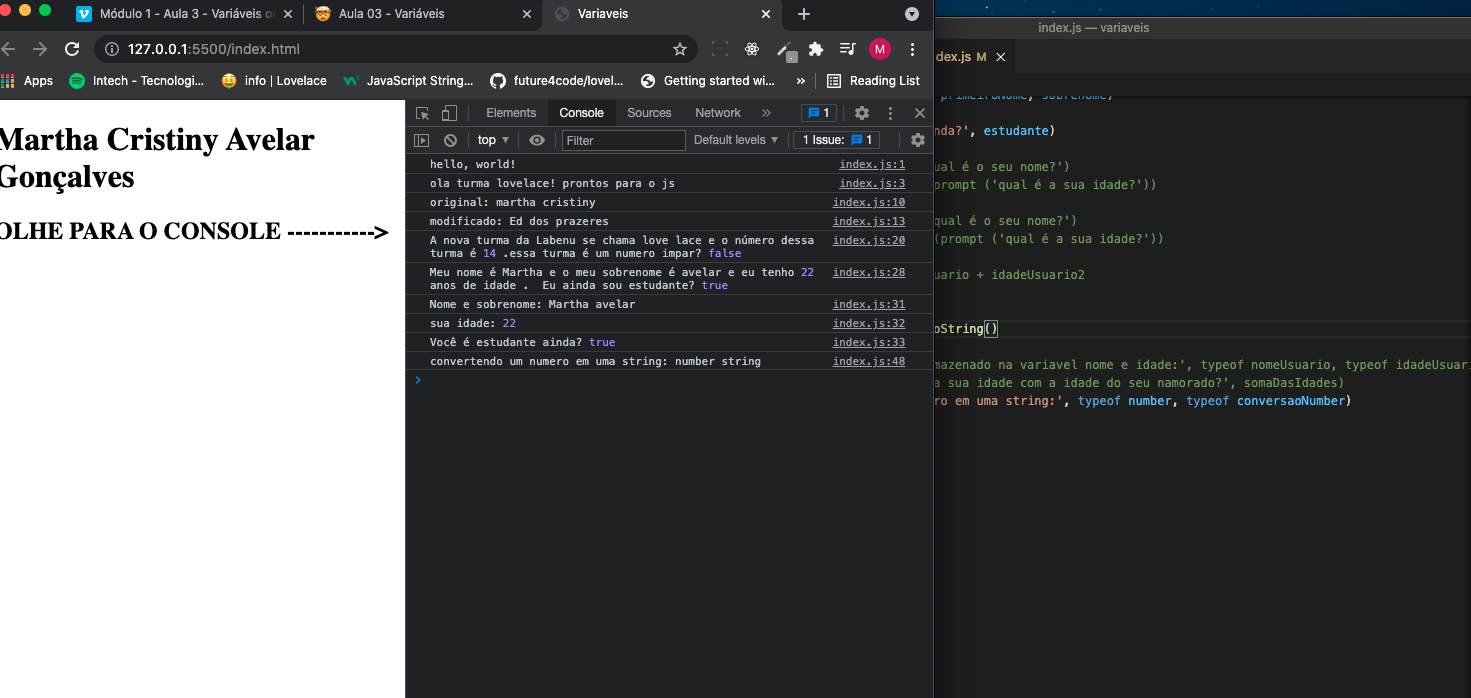 Módulo 1 - Aula 3 - Variáveis o
Aula 03 - Variáveis
Variaveis
127.0.0.1:5500/index.html
M
Apps
Intech - Tecnologi...
info | Lovelace
JavaScript String...
future4code/lovel...
Getting started wi...
»
Reading List
Martha Cristiny Avelar
Gonçalves
OLHE PARA O CONSOLE ----------->
Elements
Console
Sources
Network
»
1
top
Filter
Default levels
1 Issue:
1
hello, world!
index.js:1
ola turma lovelace! prontos para o js
index.js:3
original: martha cristiny
index.js:10
modificado: Ed dos prazeres
index.js:13
A nova turma da Labenu se chama love lace e o número dessa
index.js:20
turma é 14 .essa turma é um numero impar? false
Meu nome é Martha e o meu sobrenome é avelar e eu tenho 22
index.js:28
anos de idade .  Eu ainda sou estudante? true
Nome e sobrenome: Martha avelar
index.js:31
sua idade: 22
index.js:32
Você é estudante ainda? true
index.js:33
convertendo um numero em uma string: number string
index.js:48
index.js — variaveis
dex.js M
primeiroNome, sobrenome)
nda?', estudante)
ual é o seu nome?')
prompt ('qual é a sua idade?'))
qual é o seu nome?')
(prompt ('qual é a sua idade?'))
uario + idadeUsuario2
oString()
mazenado na variavel nome e idade:', typeof nomeUsuario, typeof idadeUsuari
a sua idade com a idade do seu namorado?', somaDasIdades)
ro em uma string:', typeof number, typeof conversaoNumber)